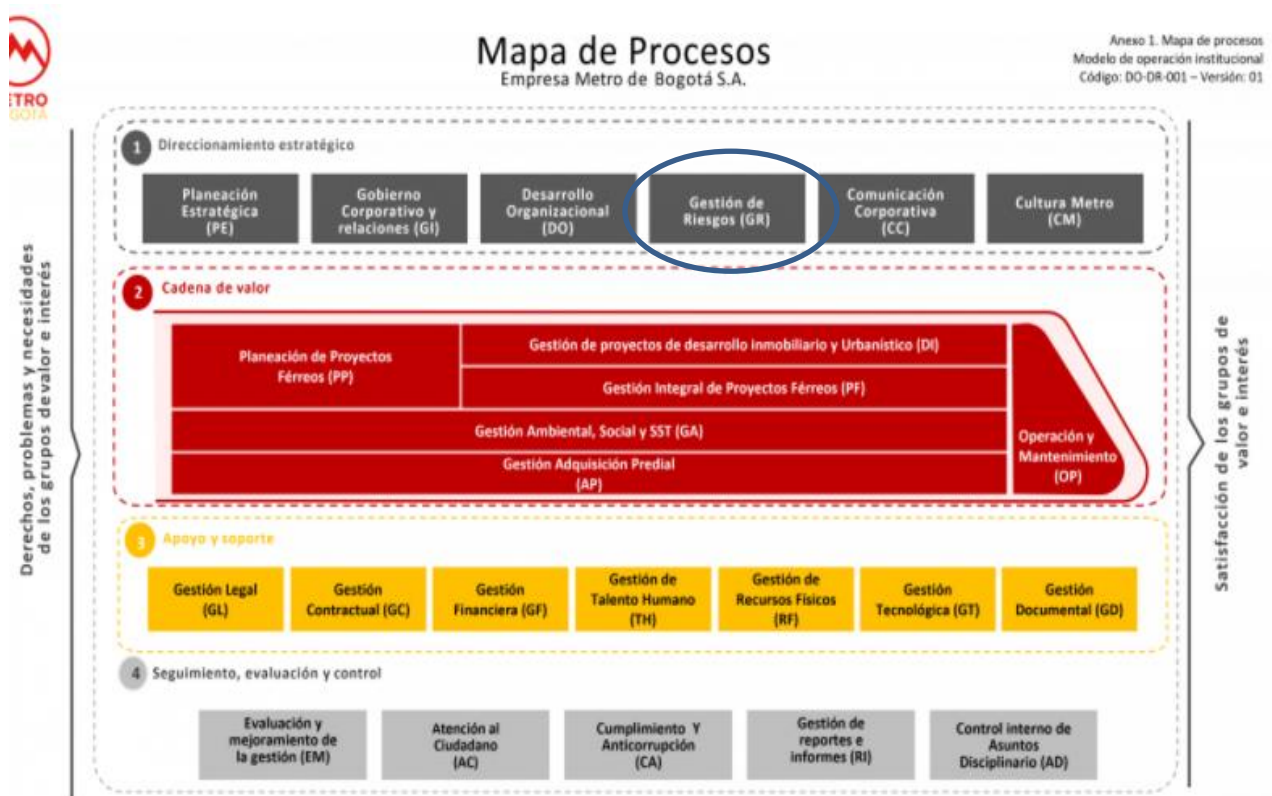 Mapa de Procesos
Empresa Metro de Bogotá S.A.
Anexo 1. Mapa de procesos
Modelo de operación institucional
Código: DO-DR-001 – Versión: 01
ETRO
OGOTÁ
Derechos, problemas y necesidades
de los grupos devalor e interés
1 Direccionamiento estratégico
Planeación
Estratégica
(PE)
Gobierno
Corporativo y
relaciones (GI)
Desarrollo
Organizacional
(DO)
Gestión de
Riesgos (GR)
Comunicación
Corporativa
(CC)
Cultura Metro
(CM)
2 Cadena de valor
Planeación de Proyectos
Férreos (PP)
Gestión de proyectos de desarrollo inmobiliario y Urbanístico (DI)
Gestión Integral de Proyectos Férreos (PF)
Gestión Ambiental, Social y SST (GA)
Gestión Adquisición Predial
(AP)
Operación y
Mantenimiento
(OP)
3 Apoyo y soporte
Gestión Legal
(GL)
Gestión
Contractual (GC)
Gestión
Financiera (GF)
Gestión de
Talento Humano
(TH)
Gestión de
Recursos Físicos
(RF)
Gestión
Tecnológica (GT)
Gestión
Documental (GD)
4 Seguimiento, evaluación y control
Evaluación y
mejoramiento de
la gestión (EM)
Atención al
Ciudadano
(AC)
Cumplimiento Y
Anticorrupción
(CA)
Gestión de
reportes e
informes (RI)
Control interno de
Asuntos
Disciplinario (AD)
Satisfacción de los grupos de
valor e interés